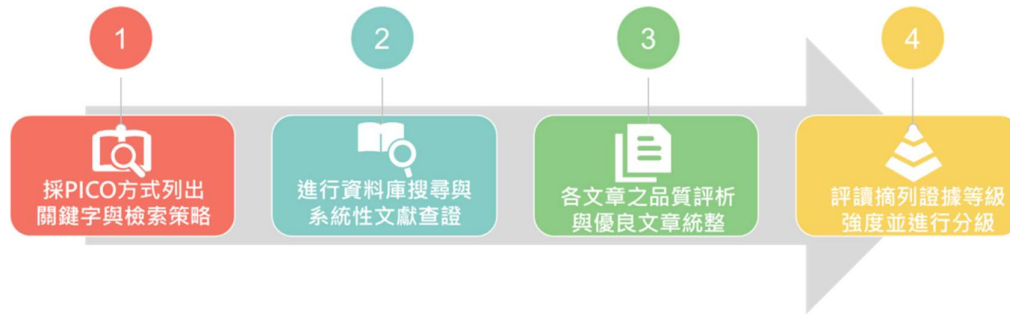 1
2
3
4
採PICO方式列出
關鍵字與檢索策略
進行資料庫搜尋與
系統性文獻查證
各文章之品質評析
與優良文章統整
評讀摘列證據等級
強度並進行分級